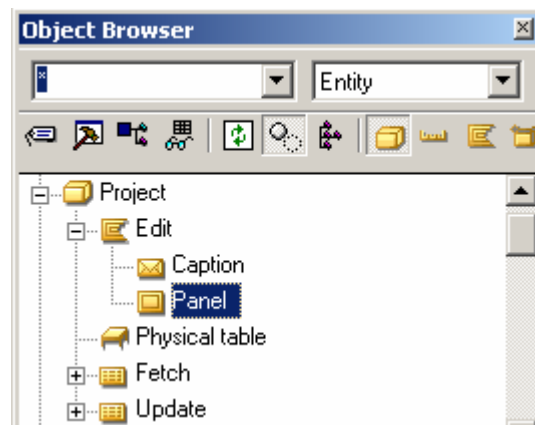 Object Browser
* Entity
Project
Edit
Caption
Panel
Physical table
Fetch
Update